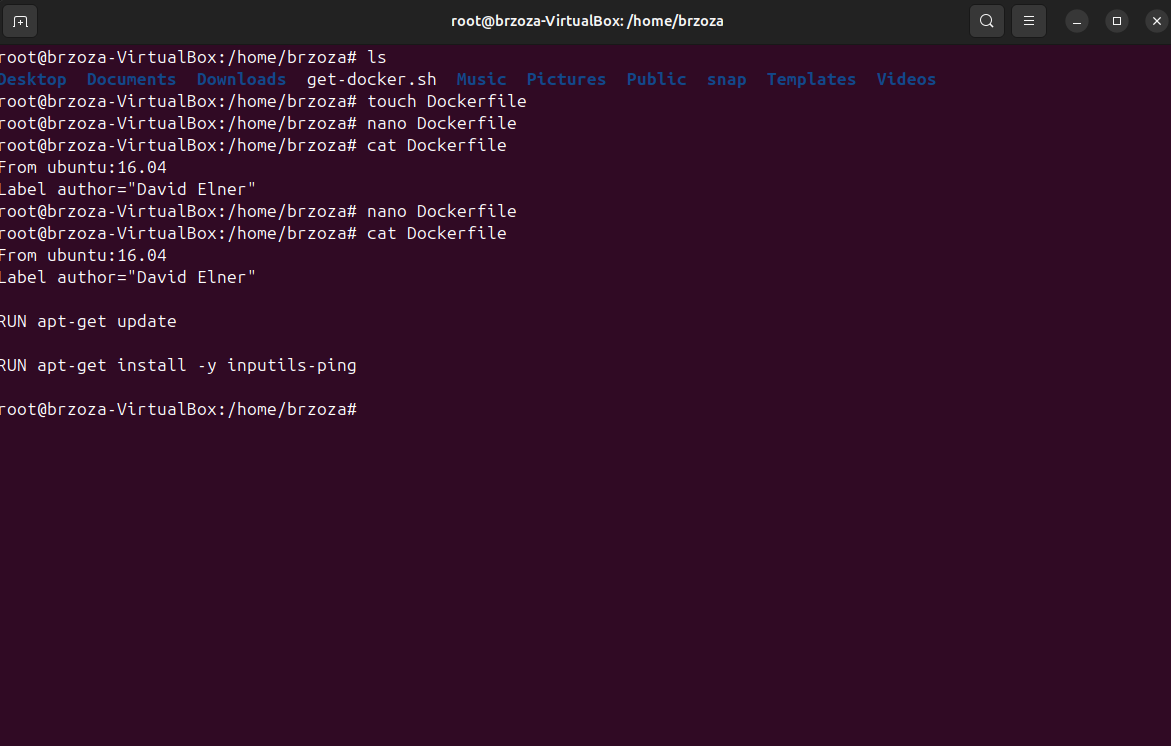 root@brzoza-VirtualBox: /home/brzoza
root@brzoza-VirtualBox:/home/brzoza# ls
Desktop  Documents  Downloads  get-docker.sh  Music  Pictures  Public  snap  Templates  Videos
root@brzoza-VirtualBox:/home/brzoza# touch Dockerfile
root@brzoza-VirtualBox:/home/brzoza# nano Dockerfile
root@brzoza-VirtualBox:/home/brzoza# cat Dockerfile
From ubuntu:16.04
Label author="David Elner"
root@brzoza-VirtualBox:/home/brzoza# nano Dockerfile
root@brzoza-VirtualBox:/home/brzoza# cat Dockerfile
From ubuntu:16.04
Label author="David Elner"
RUN apt-get update
RUN apt-get install -y inputils-ping
root@brzoza-VirtualBox:/home/brzoza#